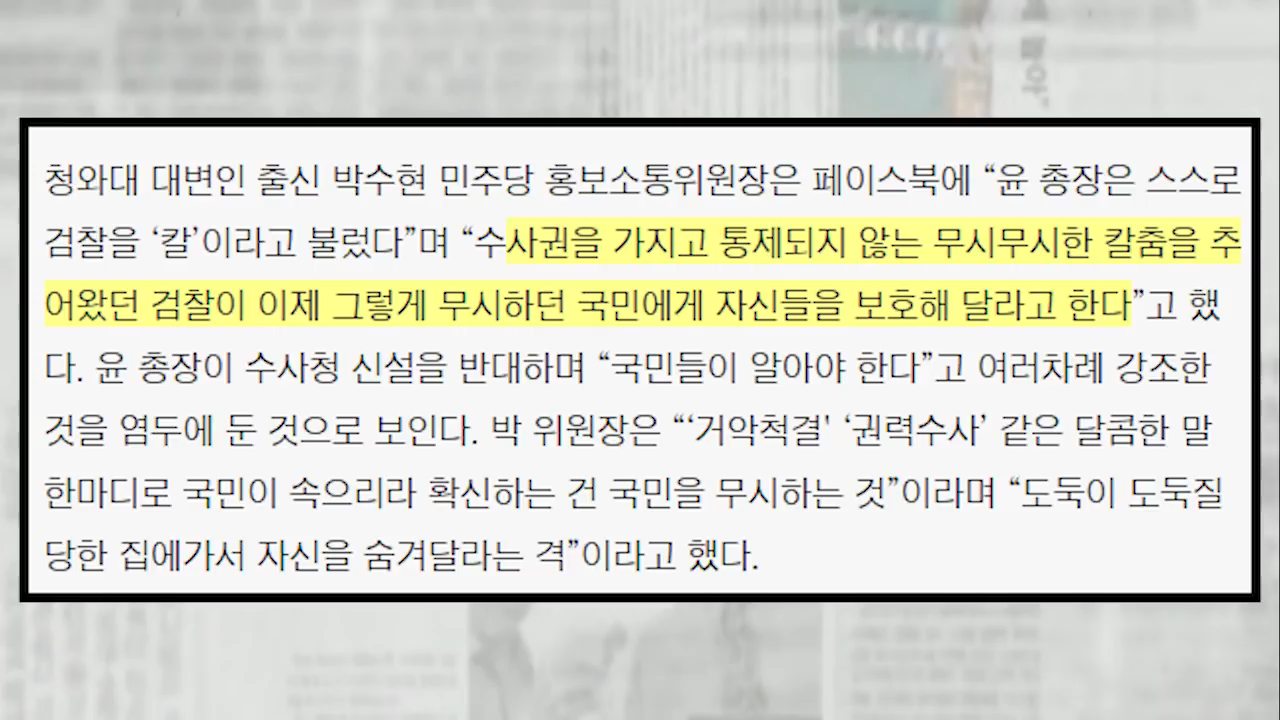 청와대 대변인 출신 박수현 민주당 홍보소통위원장은 페이스북에 “윤 총장은 스스로
검찰을 ‘칼’이라고 불렀다”며 “수사권을 가지고 통제되지 않는 무시무시한 칼춤을 추
어왔던 검찰이 이제 그렇게 무시하던 국민에게 자신들을 보호해 달라고 한다”고 했
다. 윤 총장이 수사청 신설을 반대하며 “국민들이 알아야 한다”고 여러차례 강조한
것을 염두에 둔 것으로 보인다. 박 위원장은 “‘거악척결' ‘권력수사’ 같은 달콤한 말
한마디로 국민이 속으리라 확신하는 건 국민을 무시하는 것”이라며 “도둑이 도둑질
당한 집에가서 자신을 숨겨달라는 격”이라고 했다.